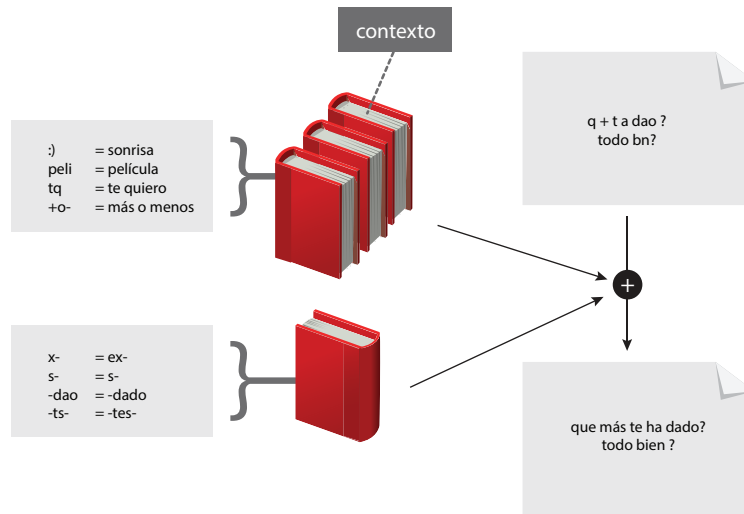 contexto
:) = sonrisa
peli = película
tq = te quiero
+o- = más o menos
q + t a dao ?
todo bn?
+
x- = ex-
s- = s-
-dao = -dado
-ts- = -tes-
que más te ha dado?
todo bien ?